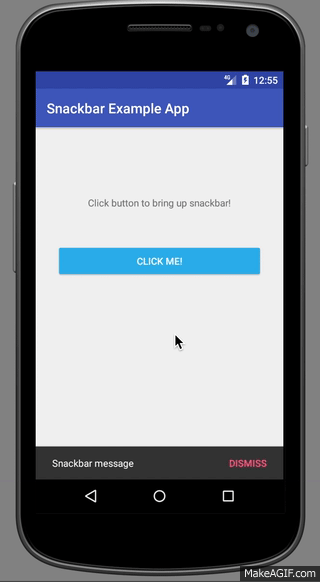 4G 12:55
Snackbar Example App
Click button to bring up snackbar!
CLICK ME!
Snackbar message DISMISS
MakeAGIF.com